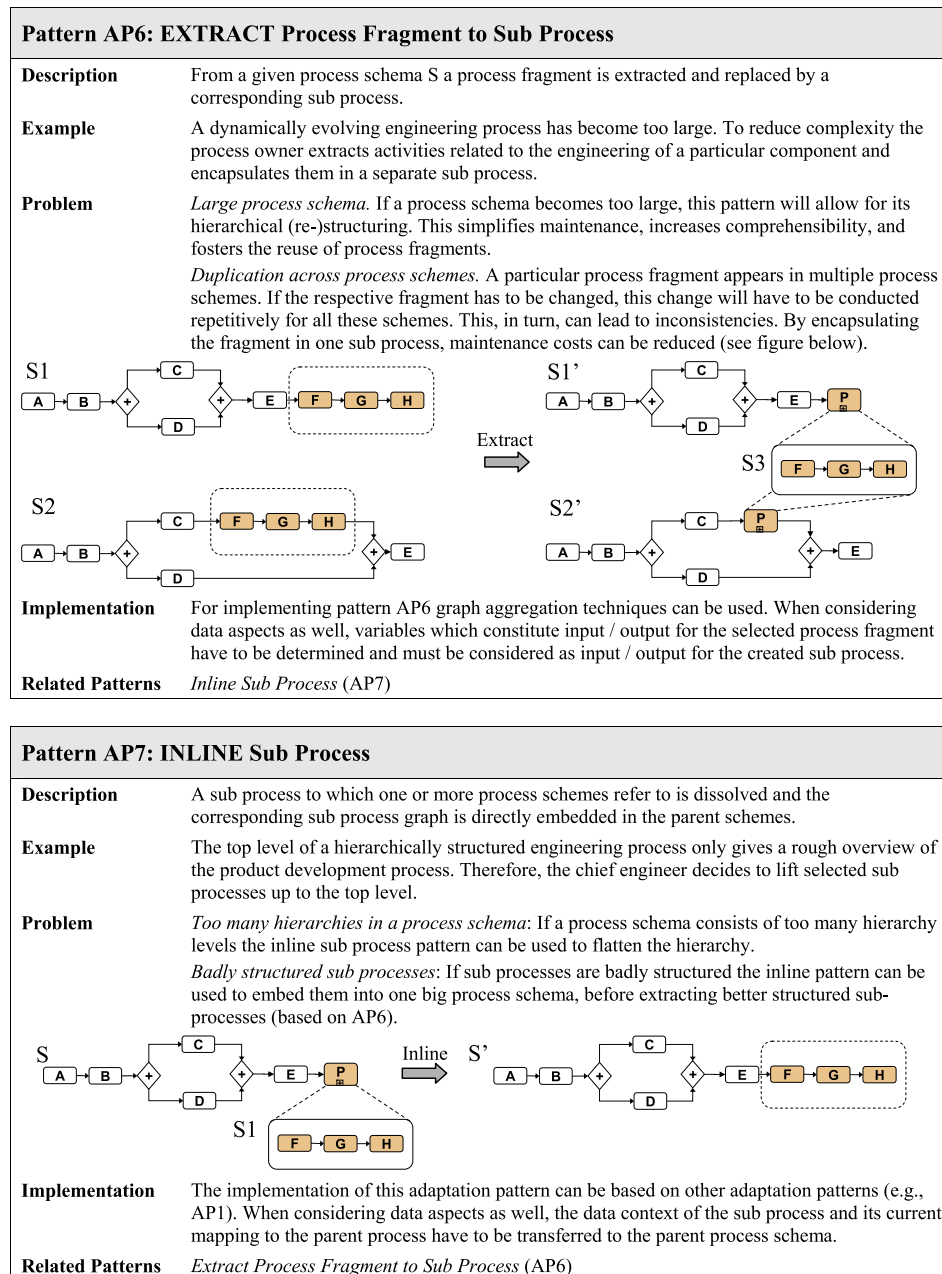 Pattern AP6: EXTRACT Process Fragment to Sub Process
Description From a given process schema S a process fragment is extracted and replaced by a
corresponding sub process.
Example A dynamically evolving engineering process has become too large. To reduce complexity the
process owner extracts activities related to the engineering of a particular component and
encapsulates them in a separate sub process.
Problem Large process schema. If a process schema becomes too large, this pattern will allow for its
hierarchical (re-)structuring. This simplifies maintenance, increases comprehensibility, and
fosters the reuse of process fragments.
Duplication across process schemes. A particular process fragment appears in multiple process
schemes. If the respective fragment has to be changed, this change will have to be conducted
repetitively for all these schemes. This, in turn, can lead to inconsistencies. By encapsulating
the fragment in one sub process, maintenance costs can be reduced (see figure below).
S1
C
A B + + E F G H
D
Extract
S1’
C
A B + + E P
D
S3
F G H
S2
C F G H
A B + + E
D
S2’
C P
A B + + E
D
Implementation For implementing pattern AP6 graph aggregation techniques can be used. When considering
data aspects as well, variables which constitute input / output for the selected process fragment
have to be determined and must be considered as input / output for the created sub process.
Related Patterns Inline Sub Process (AP7)
Pattern AP7: INLINE Sub Process
Description A sub process to which one or more process schemes refer to is dissolved and the
corresponding sub process graph is directly embedded in the parent schemes.
Example The top level of a hierarchically structured engineering process only gives a rough overview of
the product development process. Therefore, the chief engineer decides to lift selected sub
processes up to the top level.
Problem Too many hierarchies in a process schema: If a process schema consists of too many hierarchy
levels the inline sub process pattern can be used to flatten the hierarchy.
Badly structured sub processes: If sub processes are badly structured the inline pattern can be
used to embed them into one big process schema, before extracting better structured sub-
processes (based on AP6).
S
C
A B + + E P
D
S1
F G H
Inline
S’
C
A B + + E F G H
D
Implementation The implementation of this adaptation pattern can be based on other adaptation patterns (e.g.,
AP1). When considering data aspects as well, the data context of the sub process and its current
mapping to the parent process have to be transferred to the parent process schema.
Related Patterns Extract Process Fragment to Sub Process (AP6)